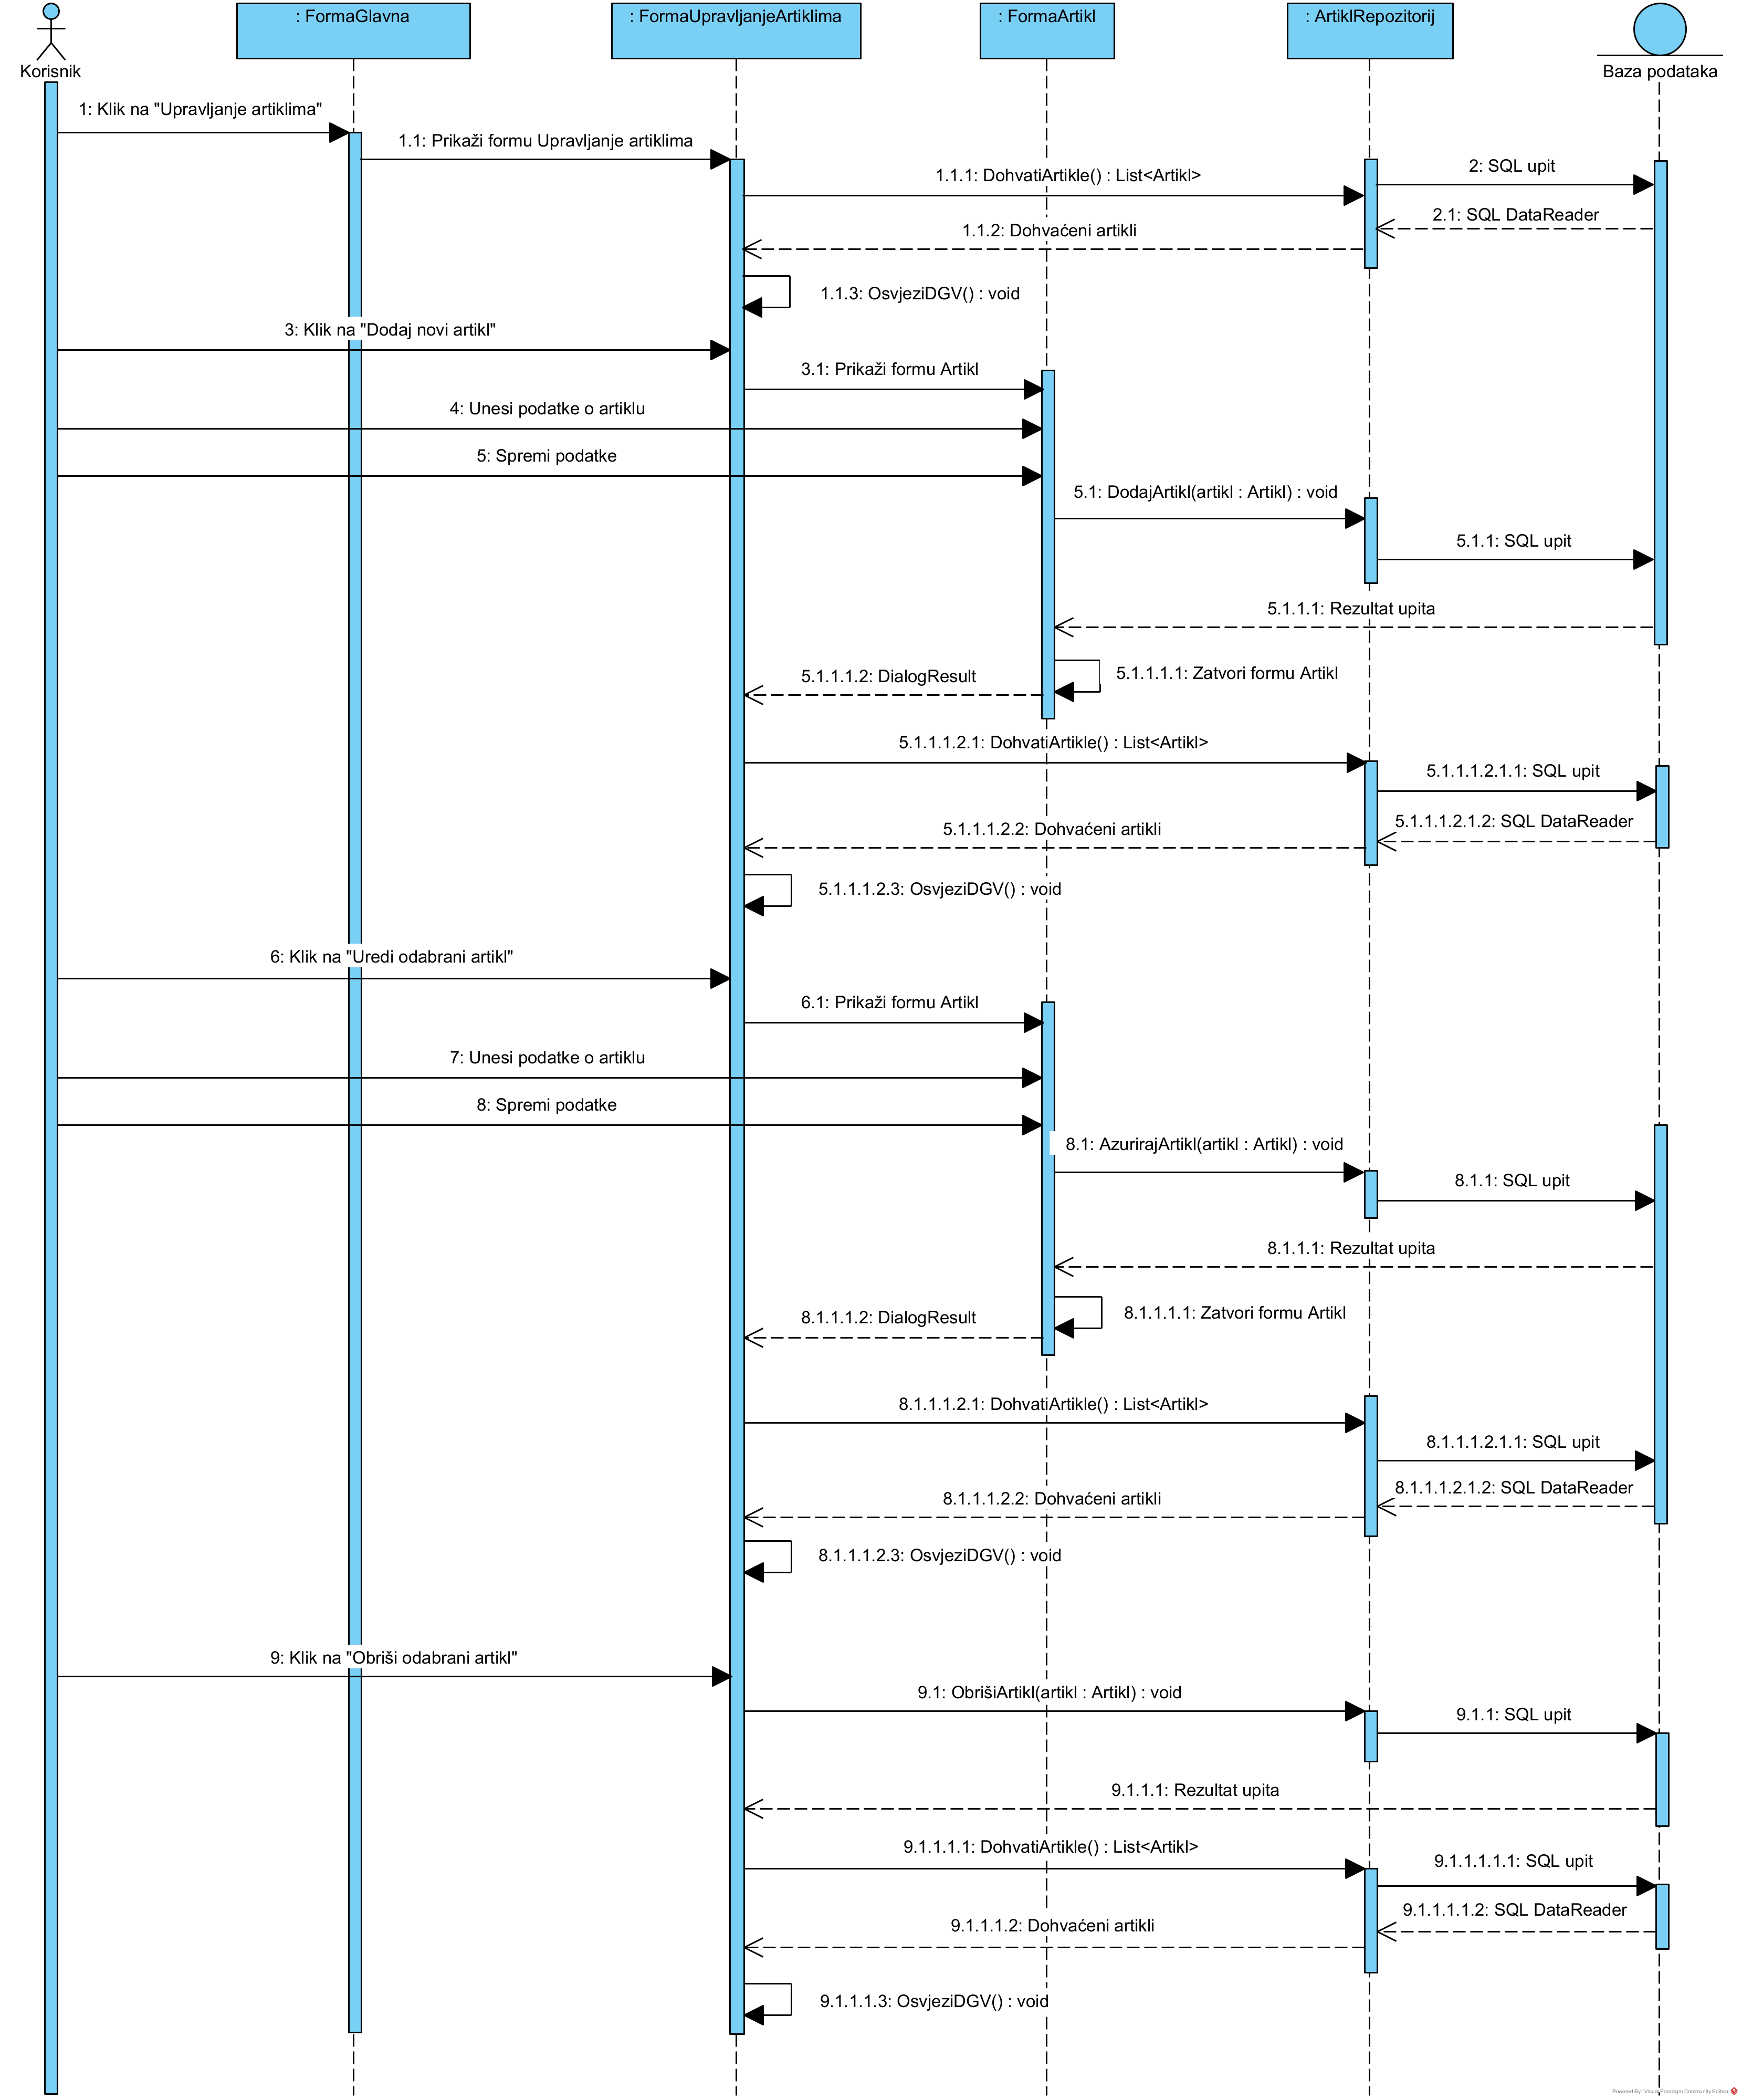 : FormaGlavna
: FormaUpravljanjeArtiklima
: FormaArtikl
: ArtiklRepozitorij
Korisnik
Baza podataka
1: Klik na "Upravljanje artiklima"
1.1: Prikaži formu Upravljanje artiklima
2: SQL upit
1.1.1: DohvatiArtikle() : List<Artikl>
2.1: SQL DataReader
1.1.2: Dohvaćeni artikli
1.1.3: OsvjeziDGV() : void
3: Klik na "Dodaj novi artikl"
3.1: Prikaži formu Artikl
4: Unesi podatke o artiklu
5: Spremi podatke
5.1: DodajArtikl(artikl : Artikl) : void
5.1.1: SQL upit
5.1.1.1: Rezultat upita
5.1.1.1.1: Zatvori formu Artikl
5.1.1.1.2: DialogResult
5.1.1.1.2.1: DohvatiArtikle() : List<Artikl>
5.1.1.1.2.1.1: SQL upit
5.1.1.1.2.1.2: SQL DataReader
5.1.1.1.2.2: Dohvaćeni artikli
5.1.1.1.2.3: OsvjeziDGV() : void
6: Klik na "Uredi odabrani artikl"
6.1: Prikaži formu Artikl
7: Unesi podatke o artiklu
8: Spremi podatke
8.1: AzurirajArtikl(artikl : Artikl) : void
8.1.1: SQL upit
8.1.1.1: Rezultat upita
8.1.1.1.1: Zatvori formu Artikl
8.1.1.1.2: DialogResult
8.1.1.1.2.1: DohvatiArtikle() : List<Artikl>
8.1.1.1.2.1.1: SQL upit
8.1.1.1.2.1.2: SQL DataReader
8.1.1.1.2.2: Dohvaćeni artikli
8.1.1.1.2.3: OsvjeziDGV() : void
9: Klik na "Obriši odabrani artikl"
9.1: ObrišiArtikl(artikl : Artikl) : void
9.1.1: SQL upit
9.1.1.1: Rezultat upita
9.1.1.1.1: DohvatiArtikle() : List<Artikl>
9.1.1.1.1.1: SQL upit
9.1.1.1.1.2: SQL DataReader
9.1.1.1.2: Dohvaćeni artikli
9.1.1.1.3: OsvjeziDGV() : void
Powered By: Visual Paradigm Community Edition